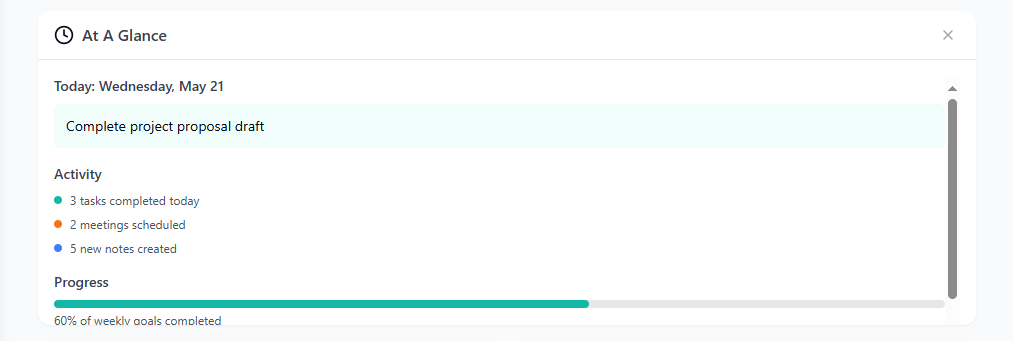 At A Glance
Today: Wednesday, May 21
Complete project proposal draft
Activity
3 tasks completed today
2 meetings scheduled
5 new notes created
Progress
60% of weekly goals completed